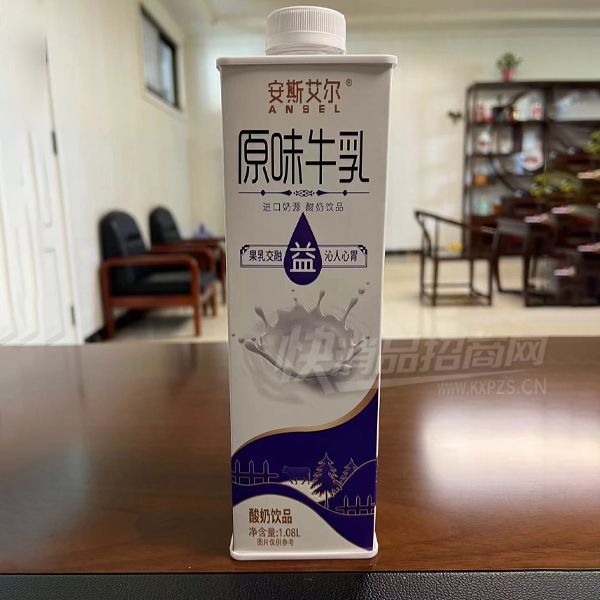 安斯艾尔®
ANSEL
原味牛乳
进口奶源 酸奶饮品
果乳交融 益 沁人心胃
快消品招商网
WWW.KXPZS.CN
酸奶饮品
净含量:1.08L
图片仅供参考